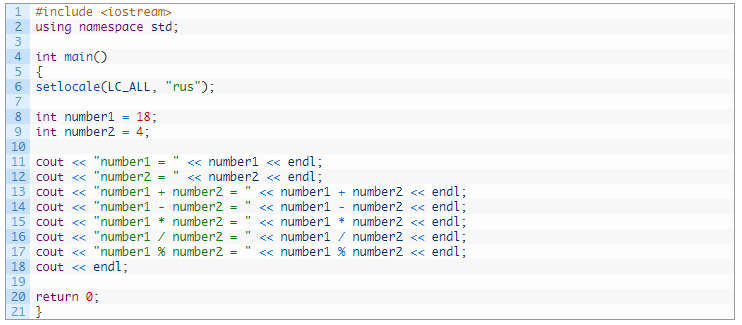 1 #include <iostream>
2 using namespace std;
3
4 int main()
5 {
6 setlocale(LC_ALL, "rus");
7
8 int number1 = 18;
9 int number2 = 4;
10
11 cout << "number1 = " << number1 << endl;
12 cout << "number2 = " << number2 << endl;
13 cout << "number1 + number2 = " << number1 + number2 << endl;
14 cout << "number1 - number2 = " << number1 - number2 << endl;
15 cout << "number1 * number2 = " << number1 * number2 << endl;
16 cout << "number1 / number2 = " << number1 / number2 << endl;
17 cout << "number1 % number2 = " << number1 % number2 << endl;
18 cout << endl;
19
20 return 0;
21 }